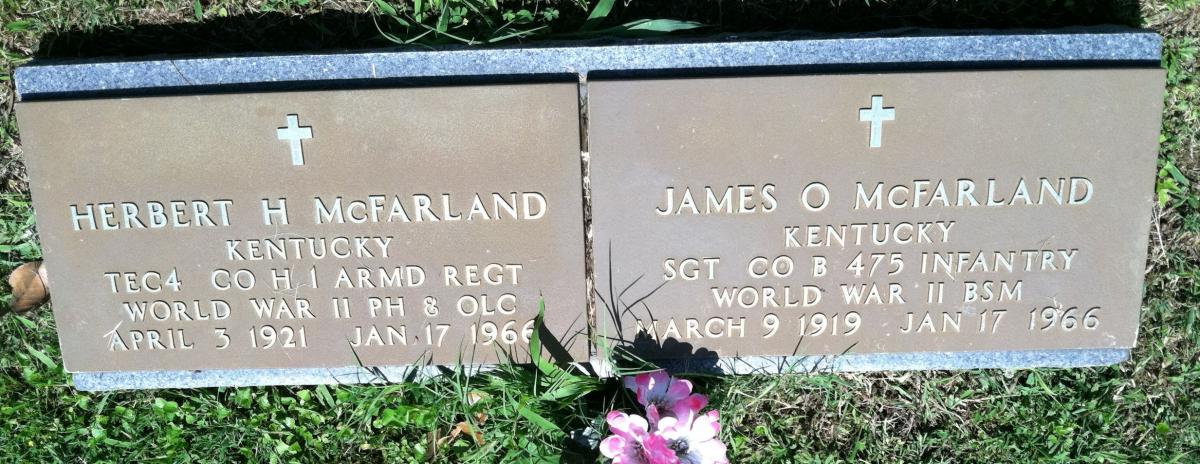 HERBERT H McFARLAND
KENTUCKY
TEC4 CO H 1 ARMD REGT
WORLD WAR II PH & OLC
APRIL 3 1921 JAN 17 1966
JAMES O McFARLAND
KENTUCKY
SGT CO B 475 INFANTRY
WORLD WAR II BSM
MARCH 9 1919 JAN 17 1966